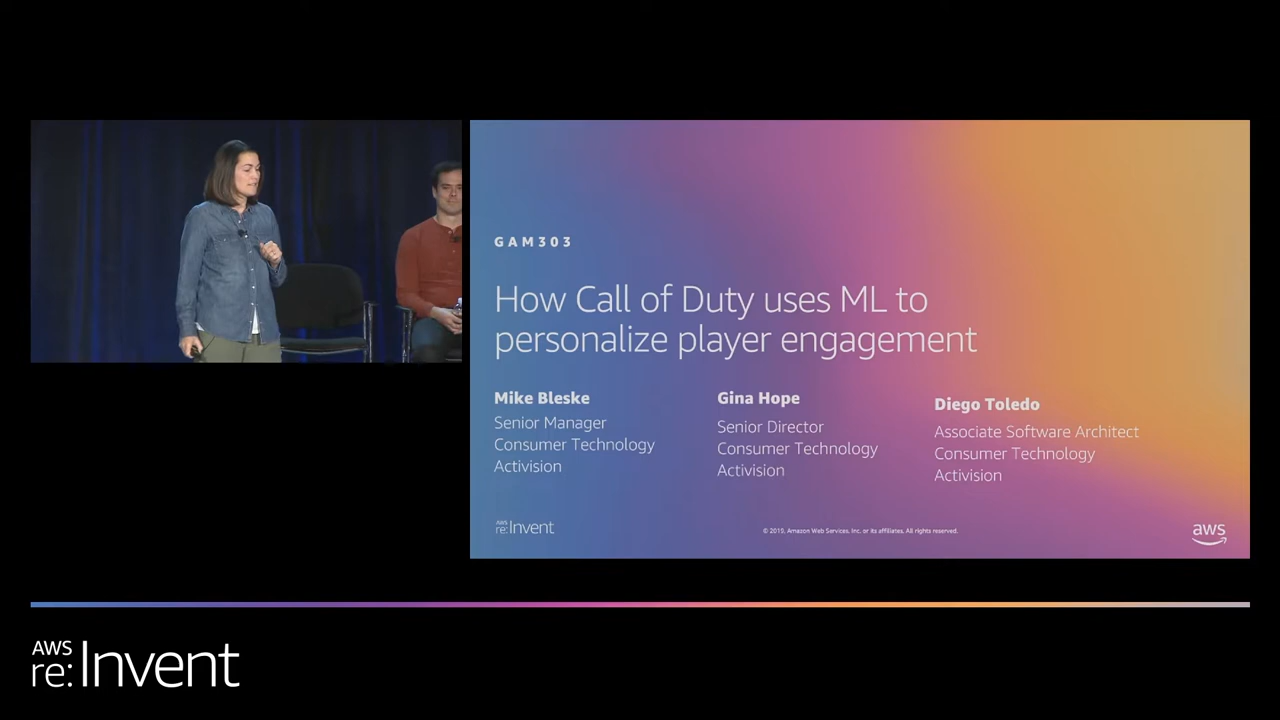 GAM303
How Call of Duty uses ML to
personalize player engagement
Mike Bleske
Senior Manager
Consumer Technology
Activision
Gina Hope
Senior Director
Consumer Technology
Activision
Diego Toledo
Associate Software Architect
Consumer Technology
Activision
AWS
re:Invent
© 2019, Amazon Web Services, Inc. or its affiliates. All rights reserved.
aws
AWS
re:Invent